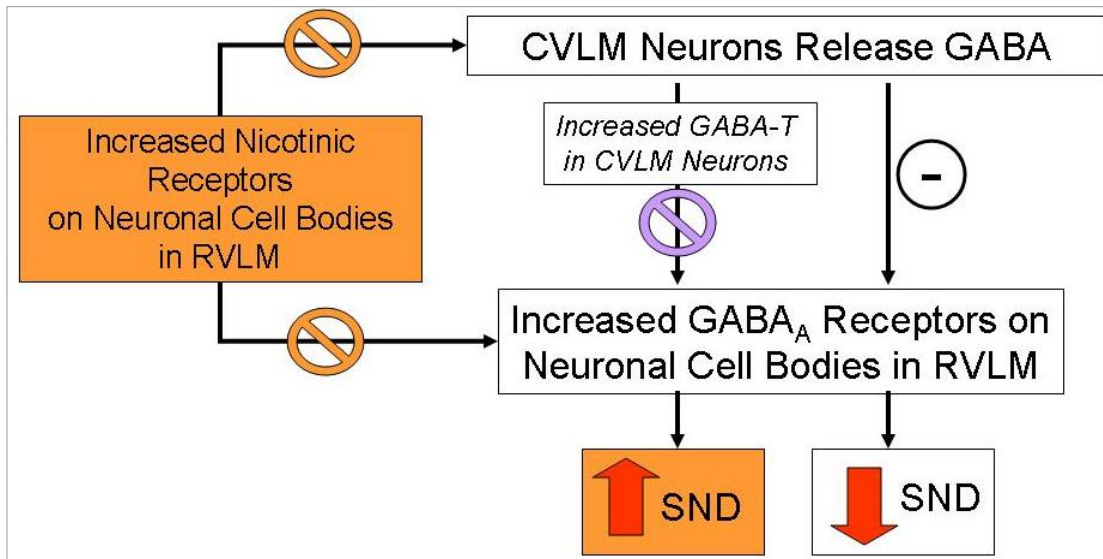 CVLM Neurons Release GABA
Increased Nicotinic
Receptors
on Neuronal Cell Bodies
in RVLM
Increased GABA-T
in CVLM Neurons
-
Increased GABA_A Receptors on
Neuronal Cell Bodies in RVLM
SND
SND